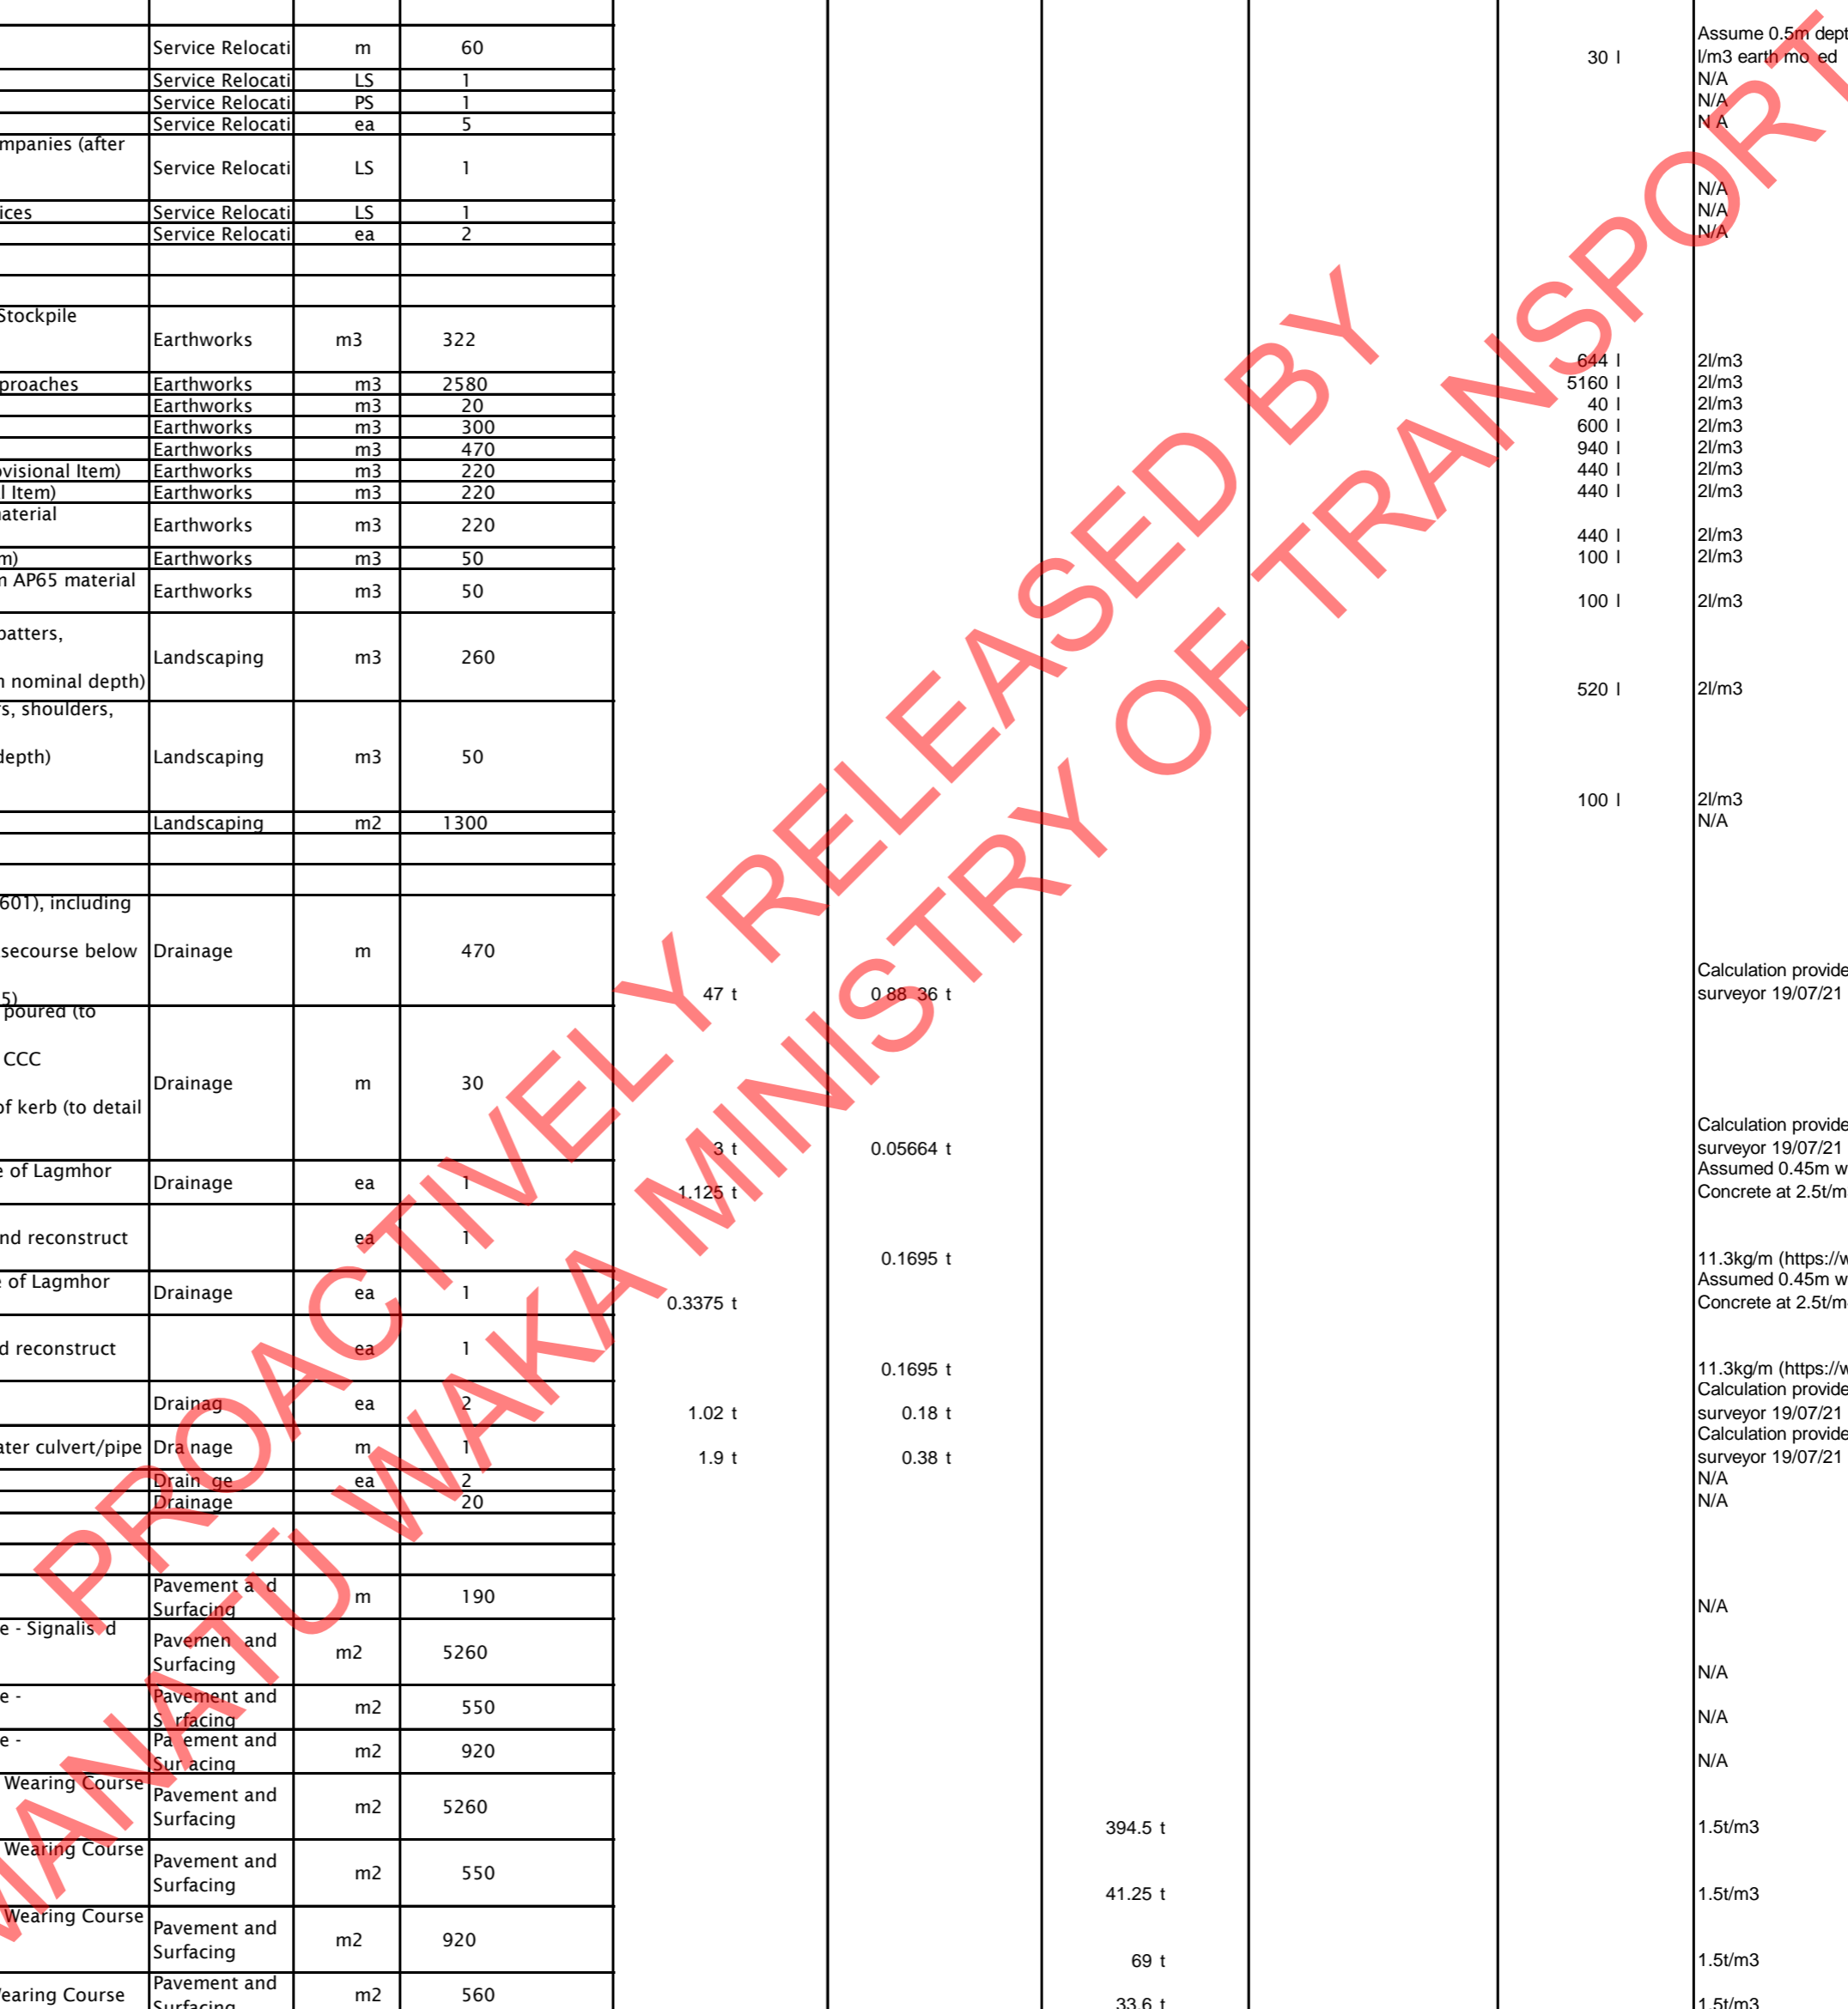 Assume 0.5m dept
Service Relocati m 60 30 l l/m3 earth mo ed
Service Relocati LS 1 N/A
Service Relocati PS 1 N/A
Service Relocati ea 5 N A
mpanies (after
Service Relocati LS 1
N/A
ices Service Relocati LS 1 N/A
Service Relocati ea 2 N/A
Stockpile
Earthworks m3 322
644 l 2l/m3
proaches Earthworks m3 2580 5160 l 2l/m3
Earthworks m3 20 40 l 2l/m3
Earthworks m3 300 600 l 2l/m3
Earthworks m3 470 940 l 2l/m3
ovisional Item) Earthworks m3 220 440 l 2l/m3
l Item) Earthworks m3 220 440 l 2l/m3
naterial
Earthworks m3 220 440 l 2l/m3
m) Earthworks m3 50 100 l 2l/m3
n AP65 material
Earthworks m3 50 100 l 2l/m3
batters,
Landscaping m3 260
n nominal depth) 520 l 2l/m3
rs, shoulders,
depth) Landscaping m3 50
100 l 2l/m3
Landscaping m2 1300 N/A
601), including
secourse below Drainage m 470
Calculation provide
5) 47 t 0 88 36 t surveyor 19/07/21
poured (to
CCC
Drainage m 30
of kerb (to detail
Calculation provide
3 t 0.05664 t surveyor 19/07/21
e of Lagmhor Assumed 0.45m w
Drainage ea 1 1.125 t Concrete at 2.5t/m
nd reconstruct ea 1
0.1695 t 11.3kg/m (https://w
e of Lagmhor Assumed 0.45m w
Drainage ea 1 0.3375 t Concrete at 2.5t/m
d reconstruct ea 1
0.1695 t 11.3kg/m (https://w
Calculation provide
Drainag ea 2 1.02 t 0.18 t surveyor 19/07/21
Calculation provide
ater culvert/pipe Dra nage m 1 1.9 t 0.38 t surveyor 19/07/21
Drain ge ea 2 N/A
Drainage 20 N/A
Pavement a d
Surfacing m 190 N/A
e - Signalis d
Pavemen and
Surfacing m2 5260 N/A
e - Pavement and
S rfacing m2 550 N/A
e - Pa ement and
Sur acing m2 920 N/A
Wearing Course
Pavement and
Surfacing m2 5260 394.5 t 1.5t/m3
Wearing Course
Pavement and
Surfacing m2 550 41.25 t 1.5t/m3
Wearing Course
Pavement and
Surfacing m2 920 69 t 1.5t/m3
Pavement and
Wearing Course Surfacing m2 560 33.6 t 1.5t/m3
PROACTIVELY RELEASED BY
MANATŪ WAKA MINISTRY OF TRANSPORT